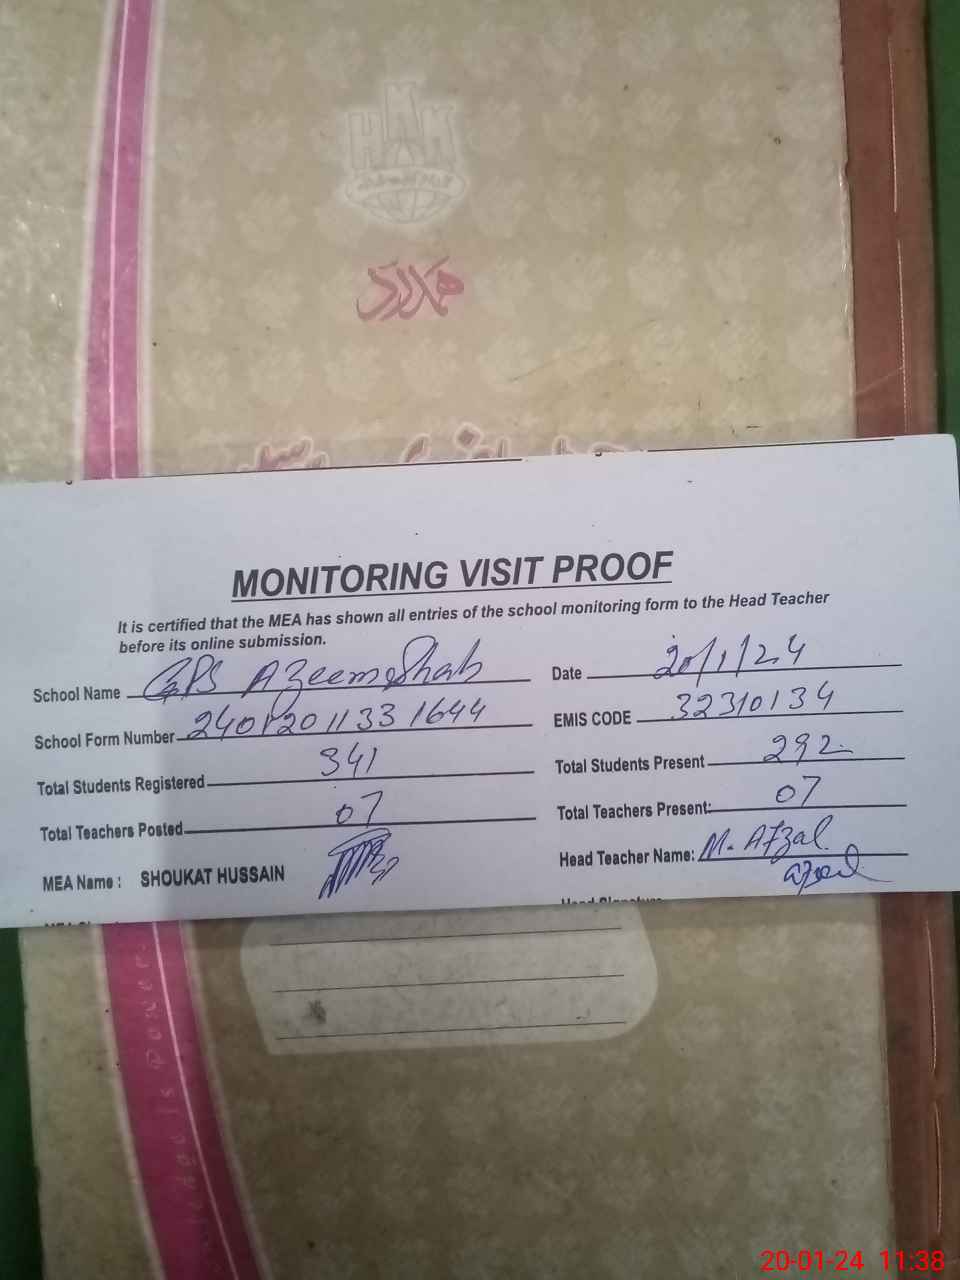 ہمدرد
MONITORING VISIT PROOF
It is certified that the MEA has shown all entries of the school monitoring form to the Head Teacher
before its online submission.
School Name GPS Azeem Shah Date 20/1/24
School Form Number 2401201133 1644 EMIS CODE 32310134
Total Students Registered 341 Total Students Present 292
Total Teachers Posted 07 Total Teachers Present: 07
MEA Name : SHOUKAT HUSSAIN Head Teacher Name: M. Afzal
Head Signature
20-01-24 11:38